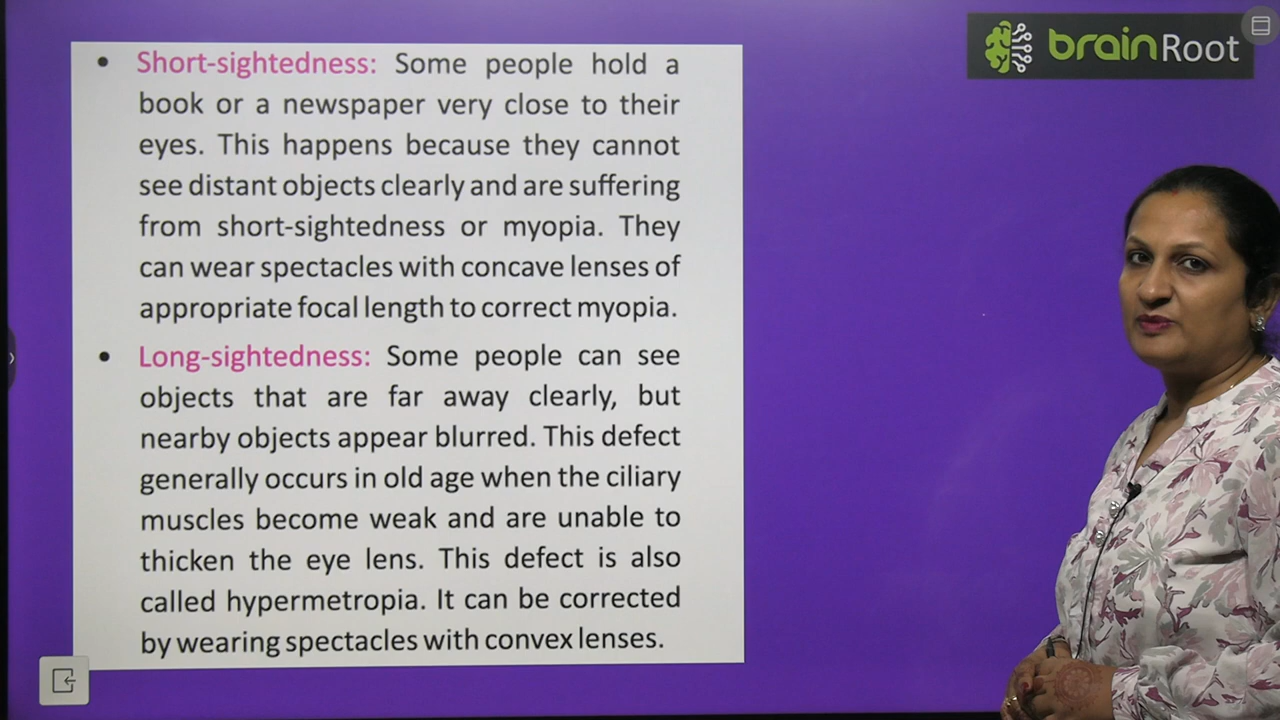 brainRoot
• Short-sightedness: Some people hold a
book or a newspaper very close to their
eyes. This happens because they cannot
see distant objects clearly and are suffering
from short-sightedness or myopia. They
can wear spectacles with concave lenses of
appropriate focal length to correct myopia.
• Long-sightedness: Some people can see
objects that are far away clearly, but
nearby objects appear blurred. This defect
generally occurs in old age when the ciliary
muscles become weak and are unable to
thicken the eye lens. This defect is also
called hypermetropia. It can be corrected
by wearing spectacles with convex lenses.